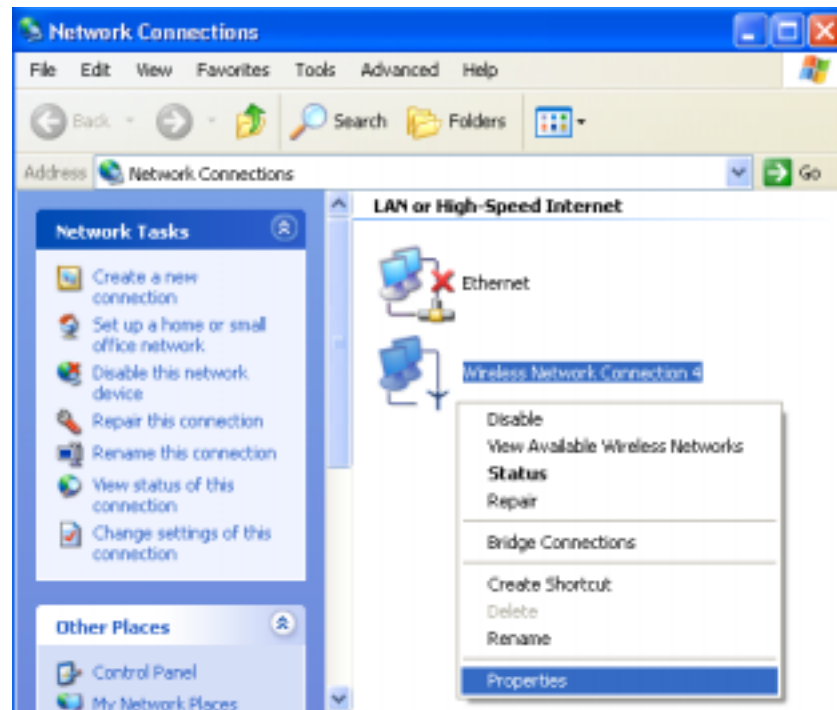 Network Connections
File Edit View Favorites Tools Advanced Help
Back Search Folders
Address Network Connections Go
Network Tasks
Create a new
connection
Set up a home or small
office network
Disable this network
device
Repair this connection
Rename this connection
View status of this
connection
Change settings of this
connection
Other Places
Control Panel
My Network Places
LAN or High-Speed Internet
Ethernet
Wireless Network Connection 4
Disable
View Available Wireless Networks
Status
Repair
Bridge Connections
Create Shortcut
Delete
Rename
Properties